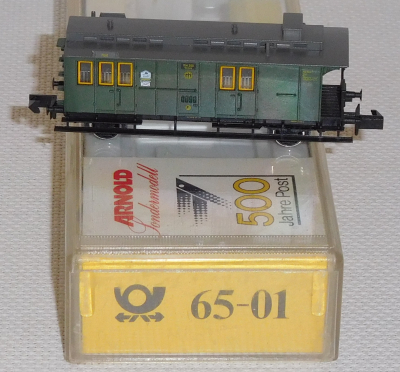 ARNOLD
Sondermodell
500
Jahre Post
65-01